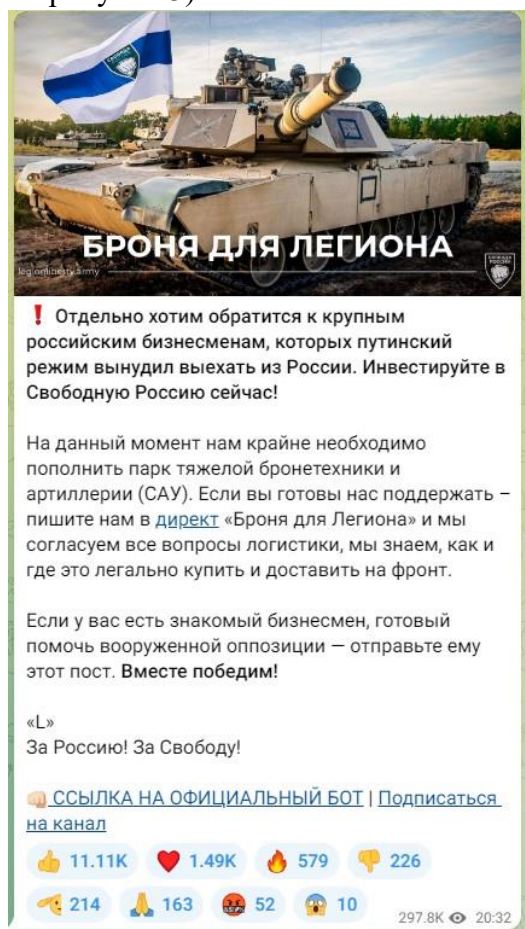 СВОБОДА
БРОНЯ ДЛЯ ЛЕГИОНА
legionliberty.army
СВОБОДА
РОССИИ
❗ Отдельно хотим обратится к крупным
российским бизнесменам, которых путинский
режим вынудил выехать из России. Инвестируйте в
Свободную Россию сейчас!
На данный момент нам крайне необходимо
пополнить парк тяжелой бронетехники и
артиллерии (САУ). Если вы готовы нас поддержать –
пишите нам в директ «Броня для Легиона» и мы
согласуем все вопросы логистики, мы знаем, как и
где это легально купить и доставить на фронт.
Если у вас есть знакомый бизнесмен, готовый
помочь вооруженной оппозиции — отправьте ему
этот пост. Вместе победим!
«L»
За Россию! За Свободу!
👊🏻 ССЫЛКА НА ОФИЦИАЛЬНЫЙ БОТ | Подписаться
на канал
👍 11.11K ❤️ 1.49K 🔥 579 👎 226
🫡 214 🙏 163 🤬 52 😱 10
297.8K 20:32